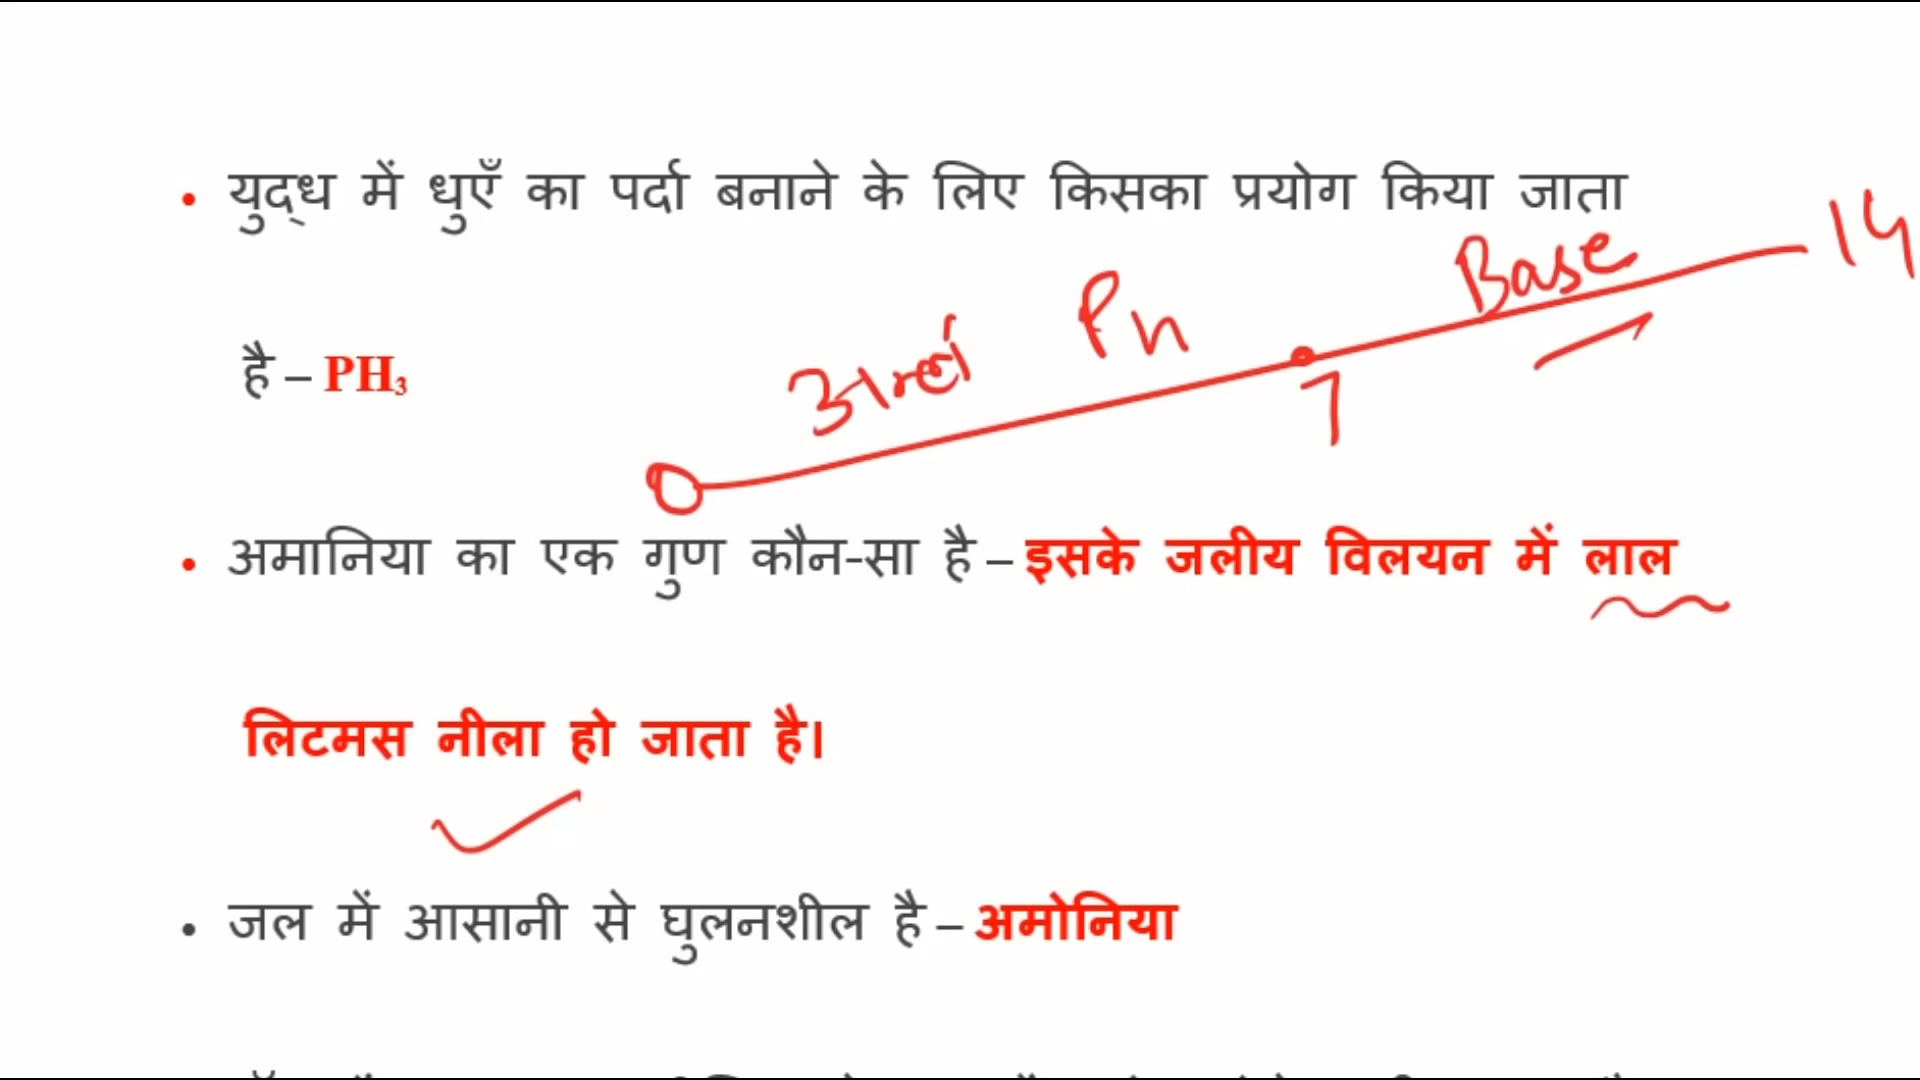 • युद्ध में धुएँ का पर्दा बनाने के लिए किसका प्रयोग किया जाता
Base 14
है – PH₃
Ph
7
0
• अमानिया का एक गुण कौन-सा है – इसके जलीय विलयन में लाल
लिटमस नीला हो जाता है।
• जल में आसानी से घुलनशील है – अमोनिया